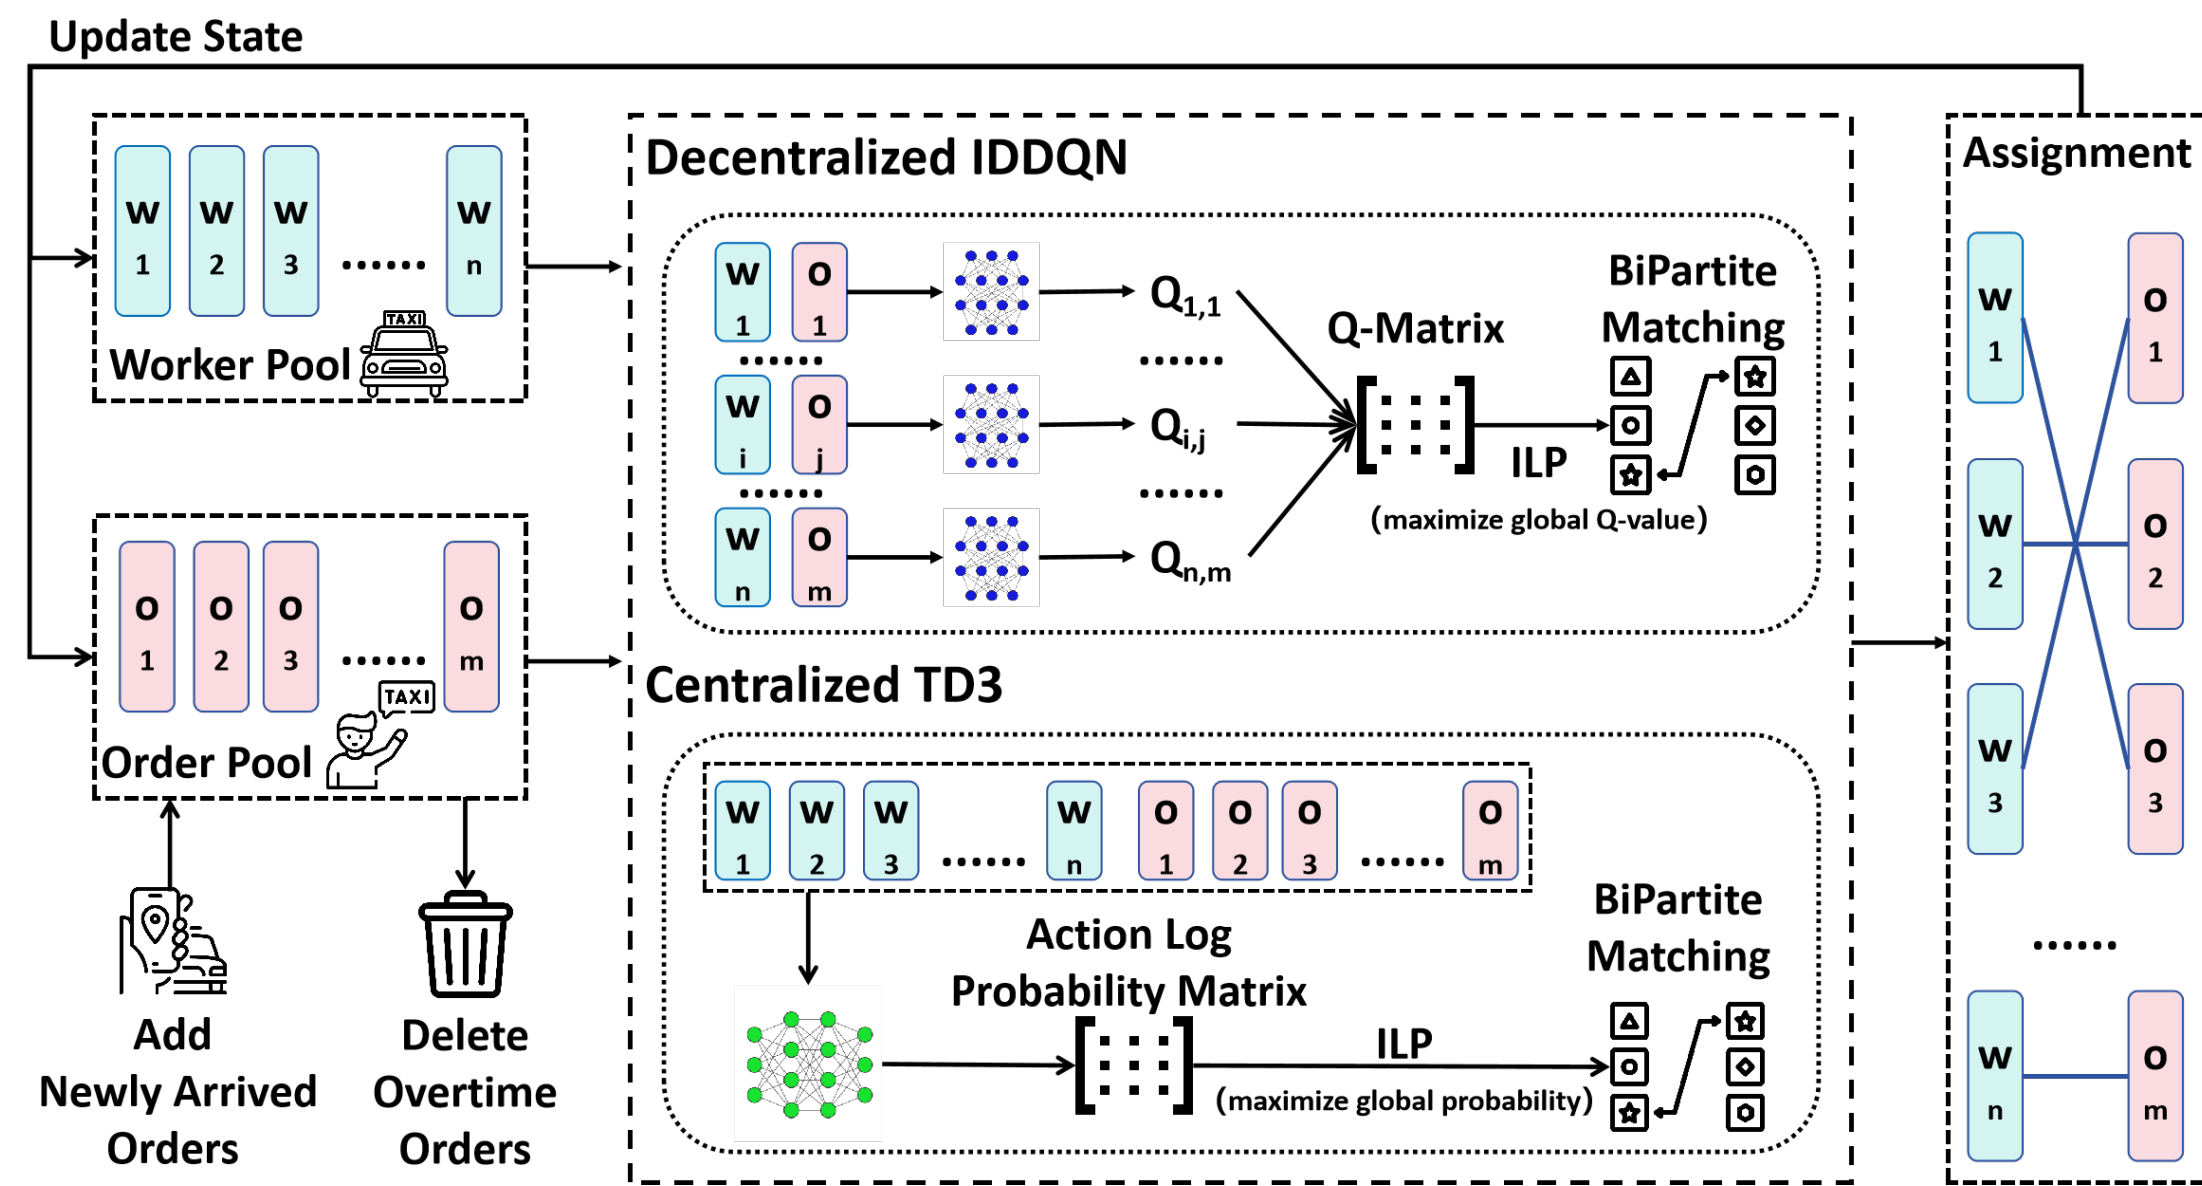 Update State
W 1
W 2
W 3
......
W n
TAXI
Worker Pool
O 1
O 2
O 3
......
O m
TAXI
Order Pool
Add
Newly Arrived
Orders
Delete
Overtime
Orders
Decentralized IDDQN
W 1
O 1
Q1,1
......
......
W i
O j
Qi,j
......
......
W n
O m
Qn,m
Q-Matrix
ILP
(maximize global Q-value)
BiPartite
Matching
Centralized TD3
W 1
W 2
W 3
......
W n
O 1
O 2
O 3
......
O m
Action Log
Probability Matrix
ILP
(maximize global probability)
BiPartite
Matching
Assignment
W 1
O 1
W 2
O 2
W 3
O 3
......
W n
O m